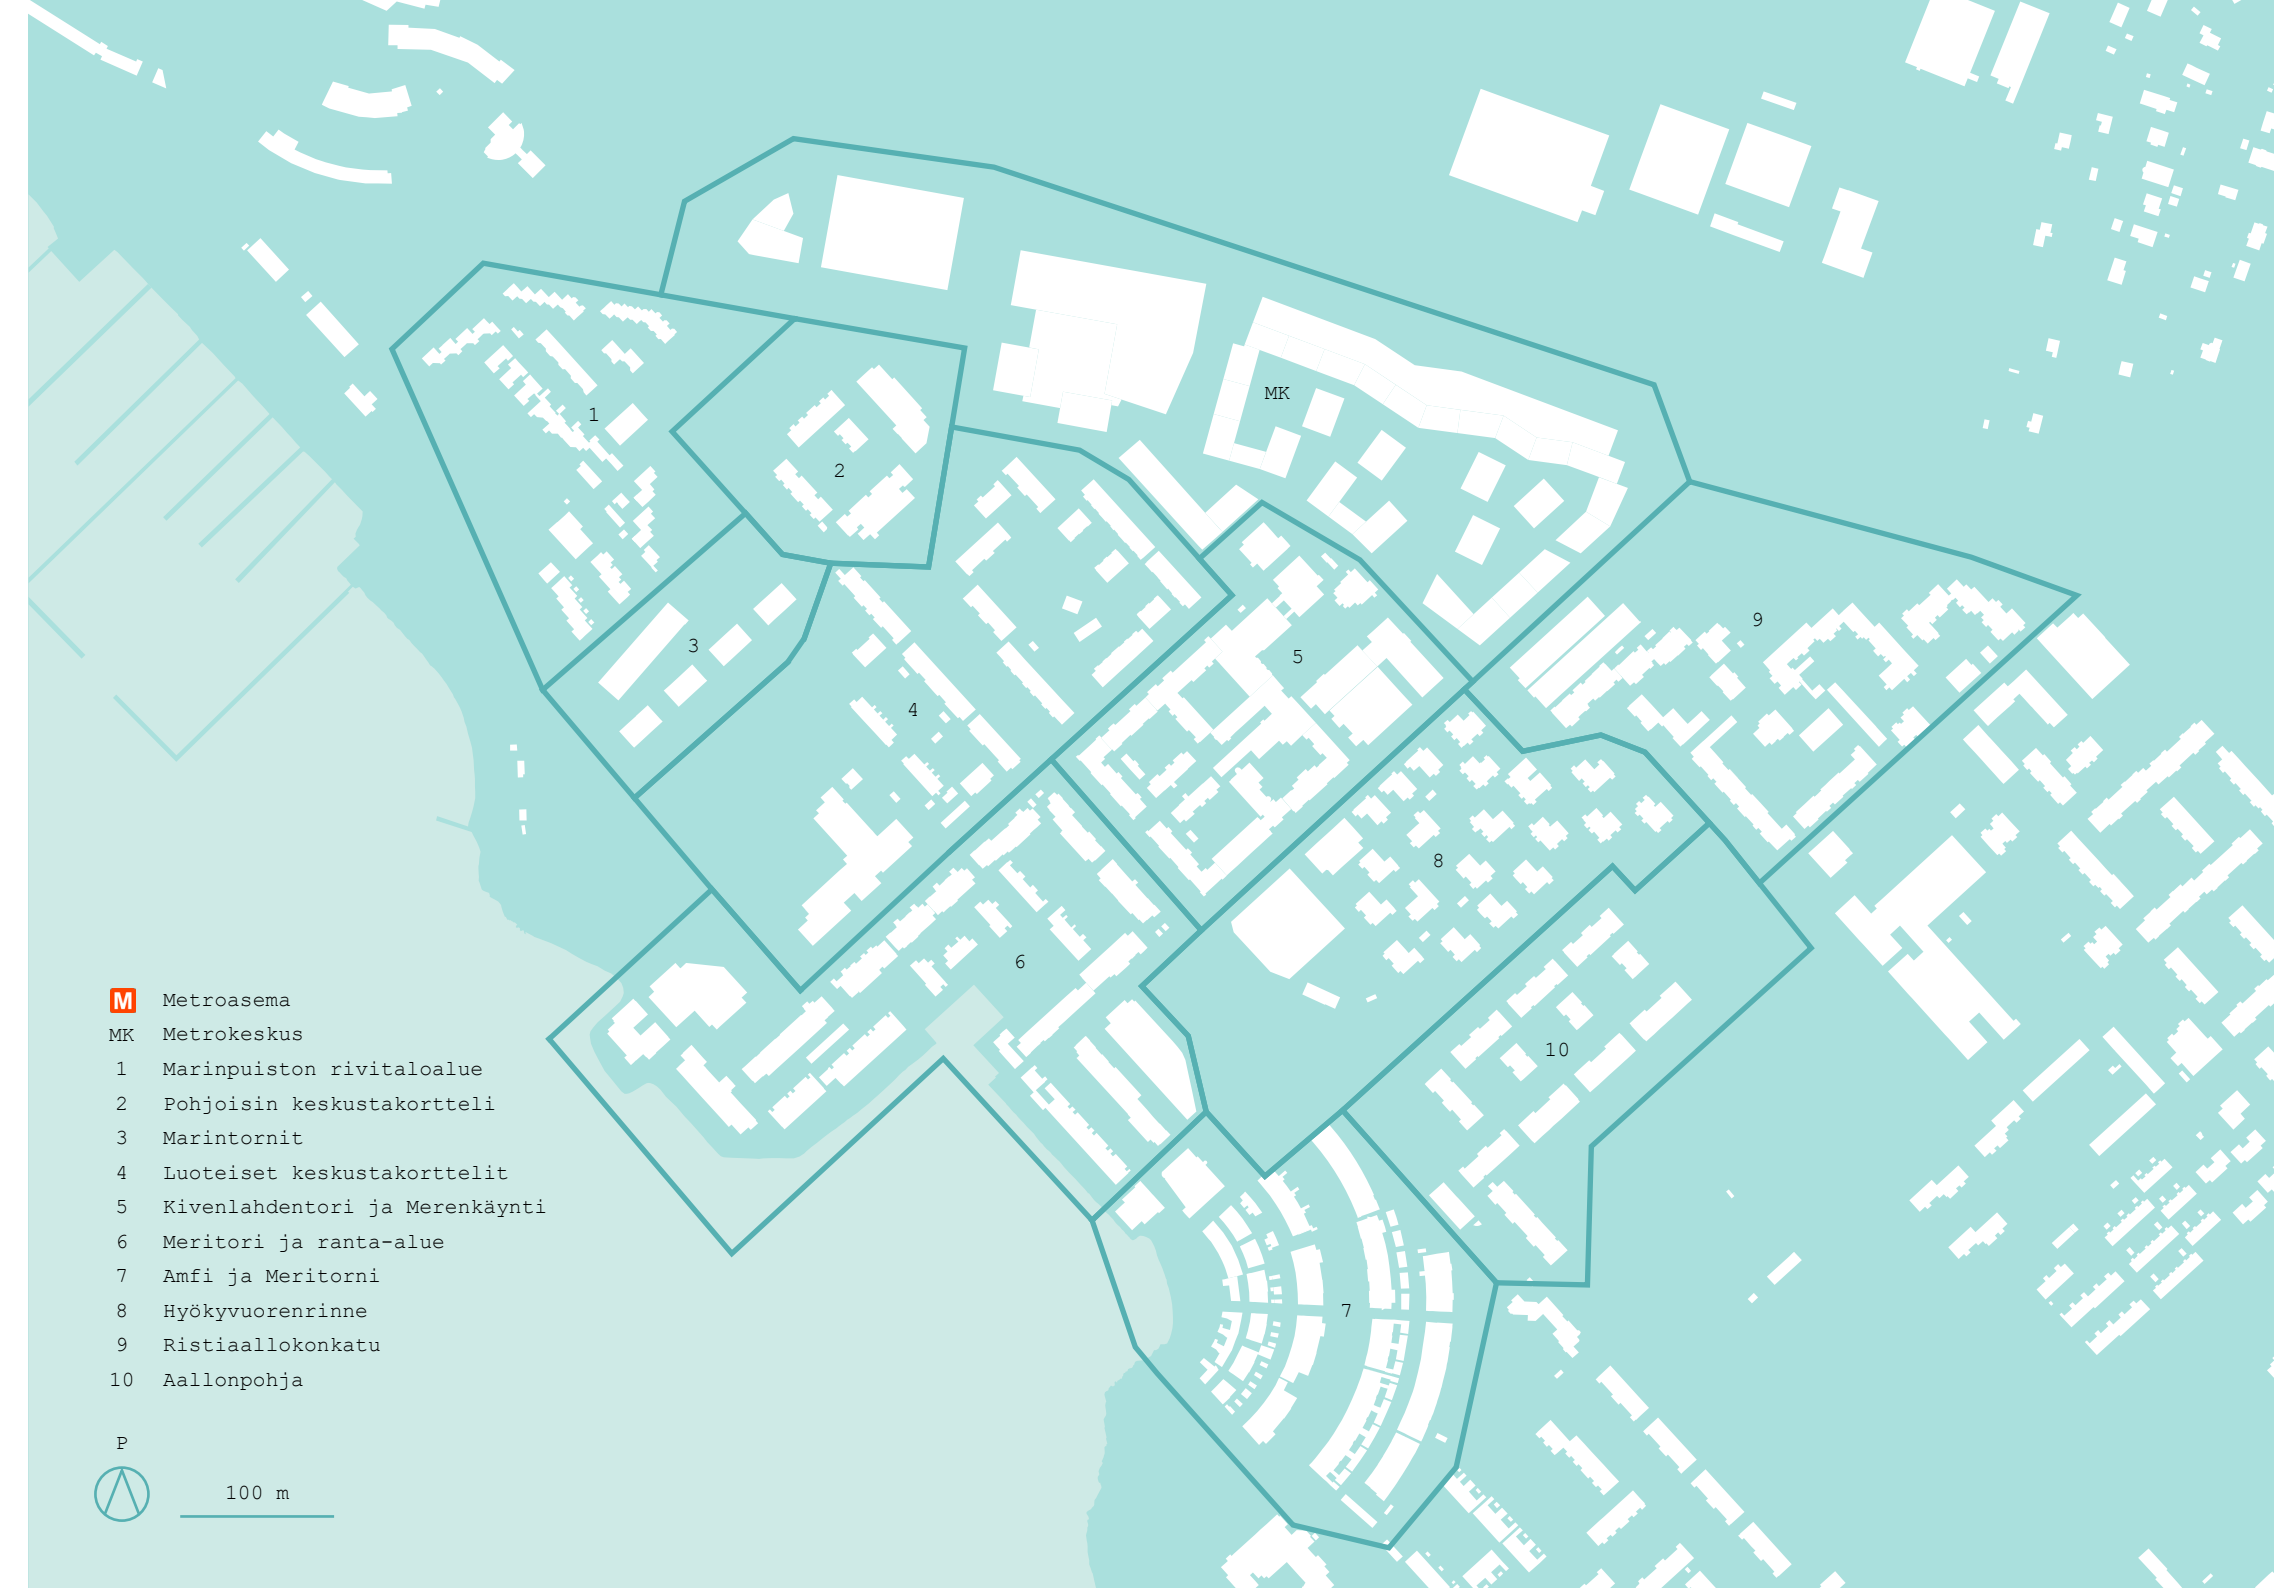 MK
1
2
9
3
5
4
8
6
10
7
M Metroasema
MK Metrokeskus
1 Marinpuiston rivitaloalue
2 Pohjoisin keskustakortteli
3 Marintornit
4 Luoteiset keskustakorttelit
5 Kivenlahdentori ja Merenkäynti
6 Meritori ja ranta-alue
7 Amfi ja Meritorni
8 Hyökyvuorenrinne
9 Ristiaallokonkatu
10 Aallonpohja
P
100 m